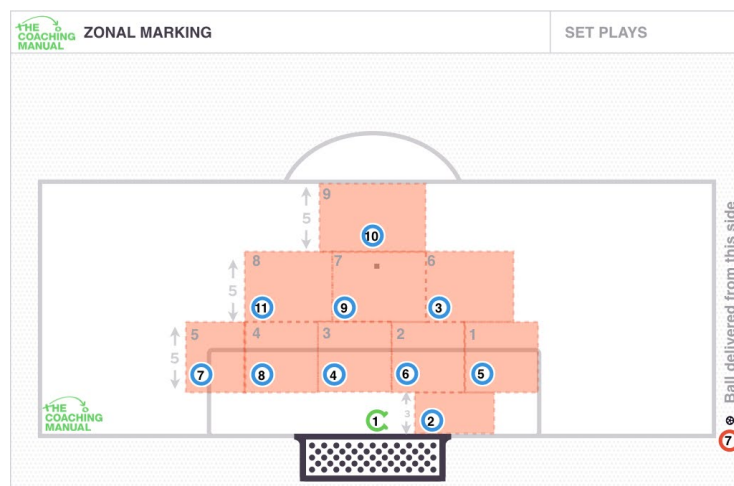 THE
COACHING
MANUAL
ZONAL MARKING
SET PLAYS
9
5
10
8
7
6
5
11
9
3
5
4
3
2
1
5
7
8
4
6
5
3
1
2
THE
COACHING
MANUAL
Ball delivered from this side
7